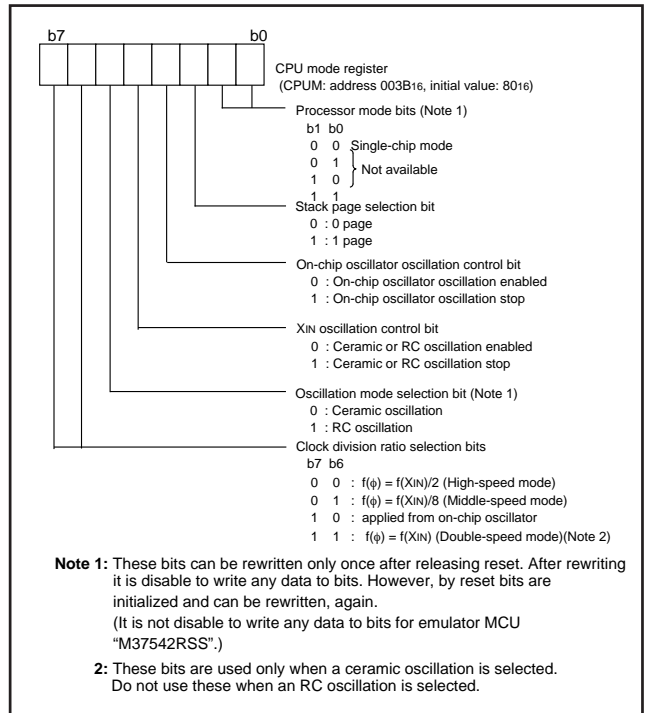 b7 b0
CPU mode register
(CPUM: address 003B16, initial value: 8016)
Processor mode bits (Note 1)
b1 b0
0 0 Single-chip mode
0 1
Not available
1 0
1 1
Stack page selection bit
0 : 0 page
1 : 1 page
On-chip oscillator oscillation control bit
0 : On-chip oscillator oscillation enabled
1 : On-chip oscillator oscillation stop
XIN oscillation control bit
0 : Ceramic or RC oscillation enabled
1 : Ceramic or RC oscillation stop
Oscillation mode selection bit (Note 1)
0 : Ceramic oscillation
1 : RC oscillation
Clock division ratio selection bits
b7 b6
0 0 : f(φ) = f(XIN)/2 (High-speed mode)
0 1 : f(φ) = f(XIN)/8 (Middle-speed mode)
1 0 : applied from on-chip oscillator
1 1 : f(φ) = f(XIN) (Double-speed mode)(Note 2)
Note 1: These bits can be rewritten only once after releasing reset. After rewriting
it is disable to write any data to bits. However, by reset bits are
initialized and can be rewritten, again.
(It is not disable to write any data to bits for emulator MCU
“M37542RSS”.)
2: These bits are used only when a ceramic oscillation is selected.
Do not use these when an RC oscillation is selected.